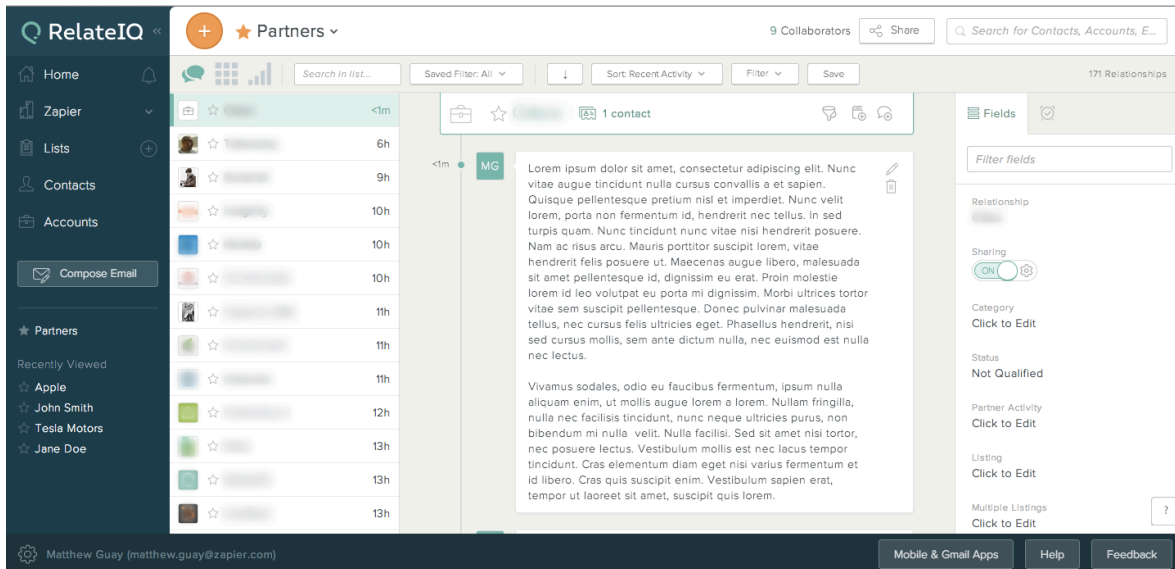 RelateIQ «
Home
Zapier
Lists
Contacts
Accounts
Compose Email
Partners
Recently Viewed
Apple
John Smith
Tesla Motors
Jane Doe
+ Partners
9 Collaborators
Share
Search for Contacts, Accounts, E...
Search in list...
Saved Filter: All
↓
Sort: Recent Activity
Filter
Save
171 Relationships
<1m
6h
9h
10h
10h
10h
11h
11h
11h
12h
13h
13h
13h
1 contact
<1m
MG
Lorem ipsum dolor sit amet, consectetur adipiscing elit. Nunc
vitae augue tincidunt nulla cursus convallis a et sapien.
Quisque pellentesque pretium nisl et imperdiet. Nunc velit
lorem, porta non fermentum id, hendrerit nec tellus. In sed
turpis quam. Nunc tincidunt nunc vitae nisi hendrerit posuere.
Nam ac risus arcu. Mauris porttitor suscipit lorem, vitae
hendrerit felis posuere ut. Maecenas augue libero, malesuada
sit amet pellentesque id, dignissim eu erat. Proin molestie
lorem id leo volutpat eu porta mi dignissim. Morbi ultrices tortor
vitae sem suscipit pellentesque. Donec pulvinar malesuada
tellus, nec cursus felis ultricies eget. Phasellus hendrerit, nisi
sed cursus mollis, sem ante dictum nulla, nec euismod est nulla
nec lectus.
Vivamus sodales, odio eu faucibus fermentum, ipsum nulla
aliquam enim, ut mollis augue lorem a lorem. Nullam fringilla,
nulla nec facilisis tincidunt, nunc neque ultricies purus, non
bibendum mi nulla velit. Nulla facilisi. Sed sit amet nisi tortor,
nec posuere lectus. Vestibulum mollis est nec lacus tempor
tincidunt. Cras elementum diam eget nisi varius fermentum et
id libero. Cras quis suscipit enim. Vestibulum sapien erat,
tempor ut laoreet sit amet, suscipit quis lorem.
Fields
Filter fields
Relationship
Sharing
ON
Category
Click to Edit
Status
Not Qualified
Partner Activity
Click to Edit
Listing
Click to Edit
Multiple Listings
Click to Edit
?
Matthew Guay (matthew.guay@zapier.com)
Mobile & Gmail Apps
Help
Feedback